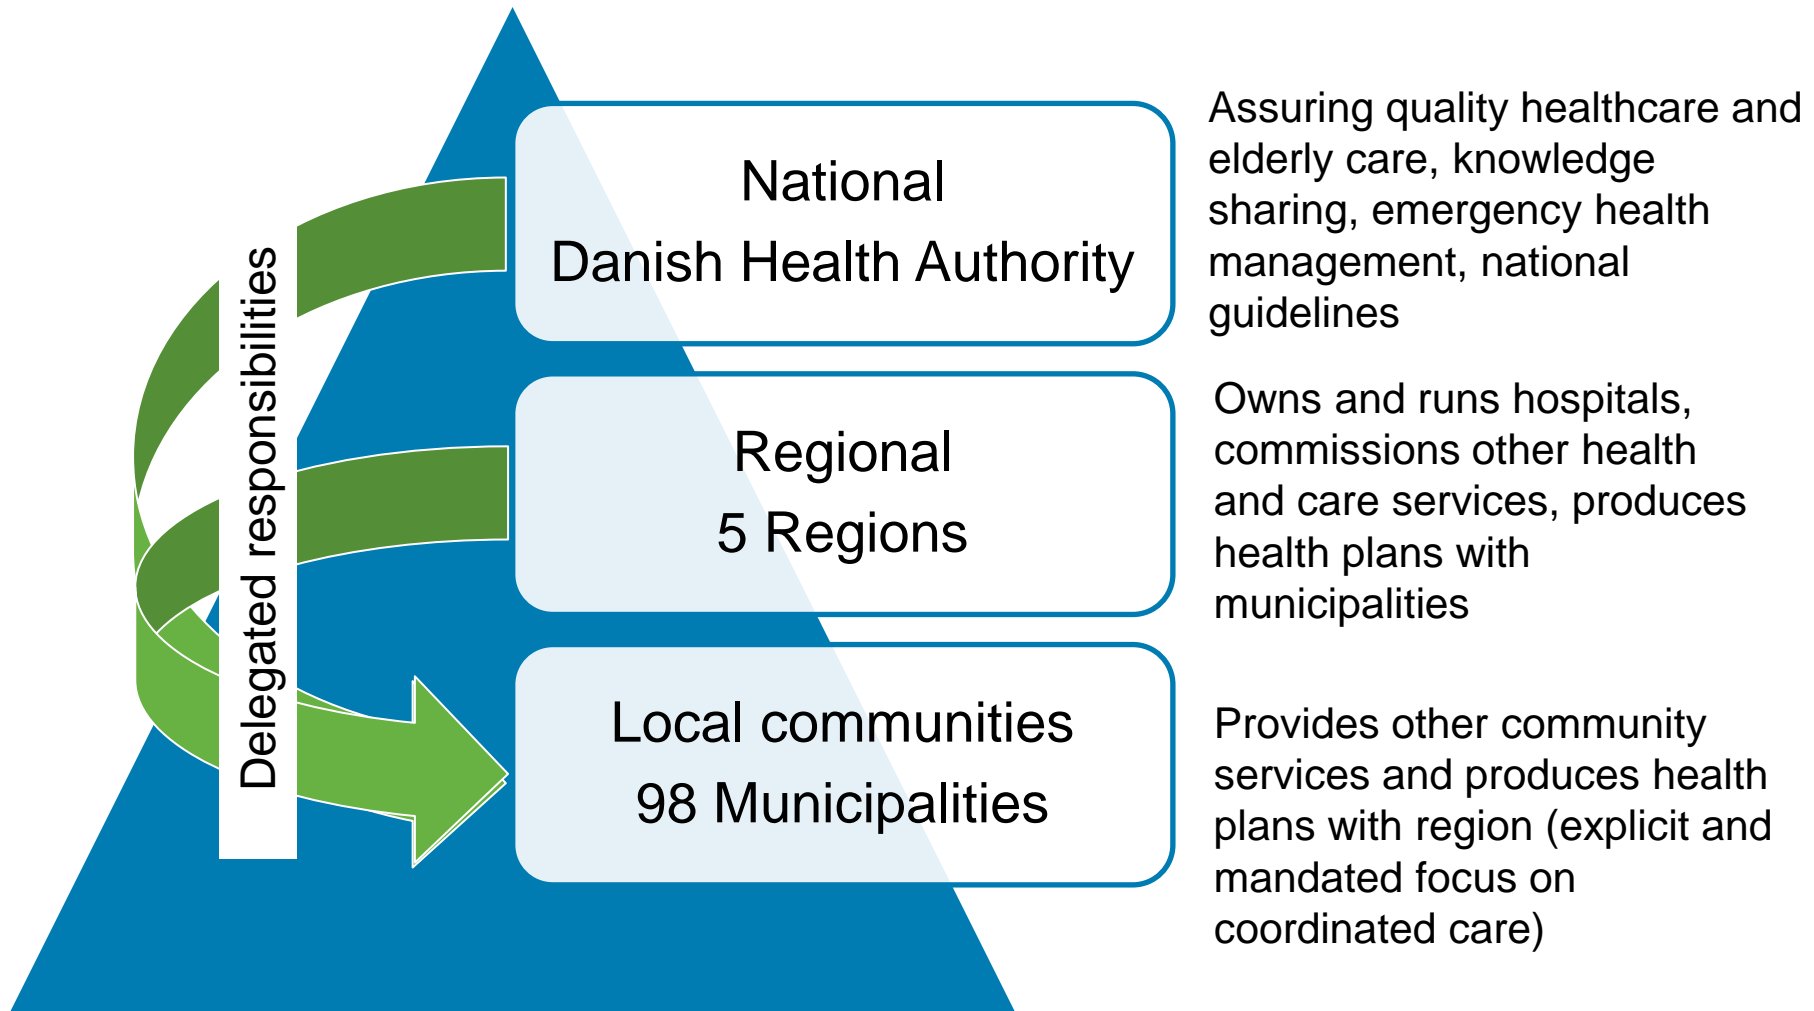 Delegated responsibilities
National
Danish Health Authority
Assuring quality healthcare and
elderly care, knowledge
sharing, emergency health
management, national
guidelines
Regional
5 Regions
Owns and runs hospitals,
commissions other health
and care services, produces
health plans with
municipalities
Local communities
98 Municipalities
Provides other community
services and produces health
plans with region (explicit and
mandated focus on
coordinated care)